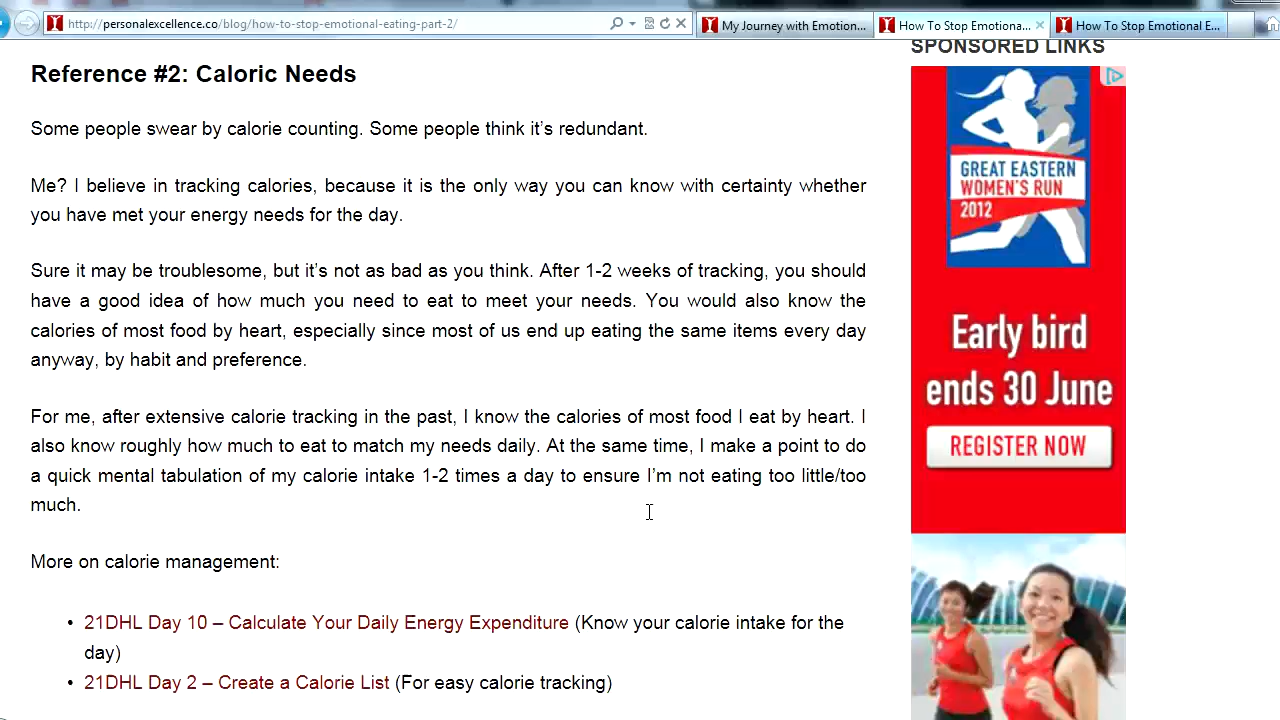 http://personalexcellence.co/blog/how-to-stop-emotional-eating-part-2/
My Journey with Emotion...
How To Stop Emotiona...
How To Stop Emotional E...
Reference #2: Caloric Needs
Some people swear by calorie counting. Some people think it’s redundant.
Me? I believe in tracking calories, because it is the only way you can know with certainty whether
you have met your energy needs for the day.
Sure it may be troublesome, but it’s not as bad as you think. After 1-2 weeks of tracking, you should
have a good idea of how much you need to eat to meet your needs. You would also know the
calories of most food by heart, especially since most of us end up eating the same items every day
anyway, by habit and preference.
For me, after extensive calorie tracking in the past, I know the calories of most food I eat by heart. I
also know roughly how much to eat to match my needs daily. At the same time, I make a point to do
a quick mental tabulation of my calorie intake 1-2 times a day to ensure I’m not eating too little/too
much.
More on calorie management:
• 21DHL Day 10 – Calculate Your Daily Energy Expenditure (Know your calorie intake for the
day)
• 21DHL Day 2 – Create a Calorie List (For easy calorie tracking)
SPONSORED LINKS
GREAT EASTERN
WOMEN'S RUN
2012
Early bird
ends 30 June
REGISTER NOW